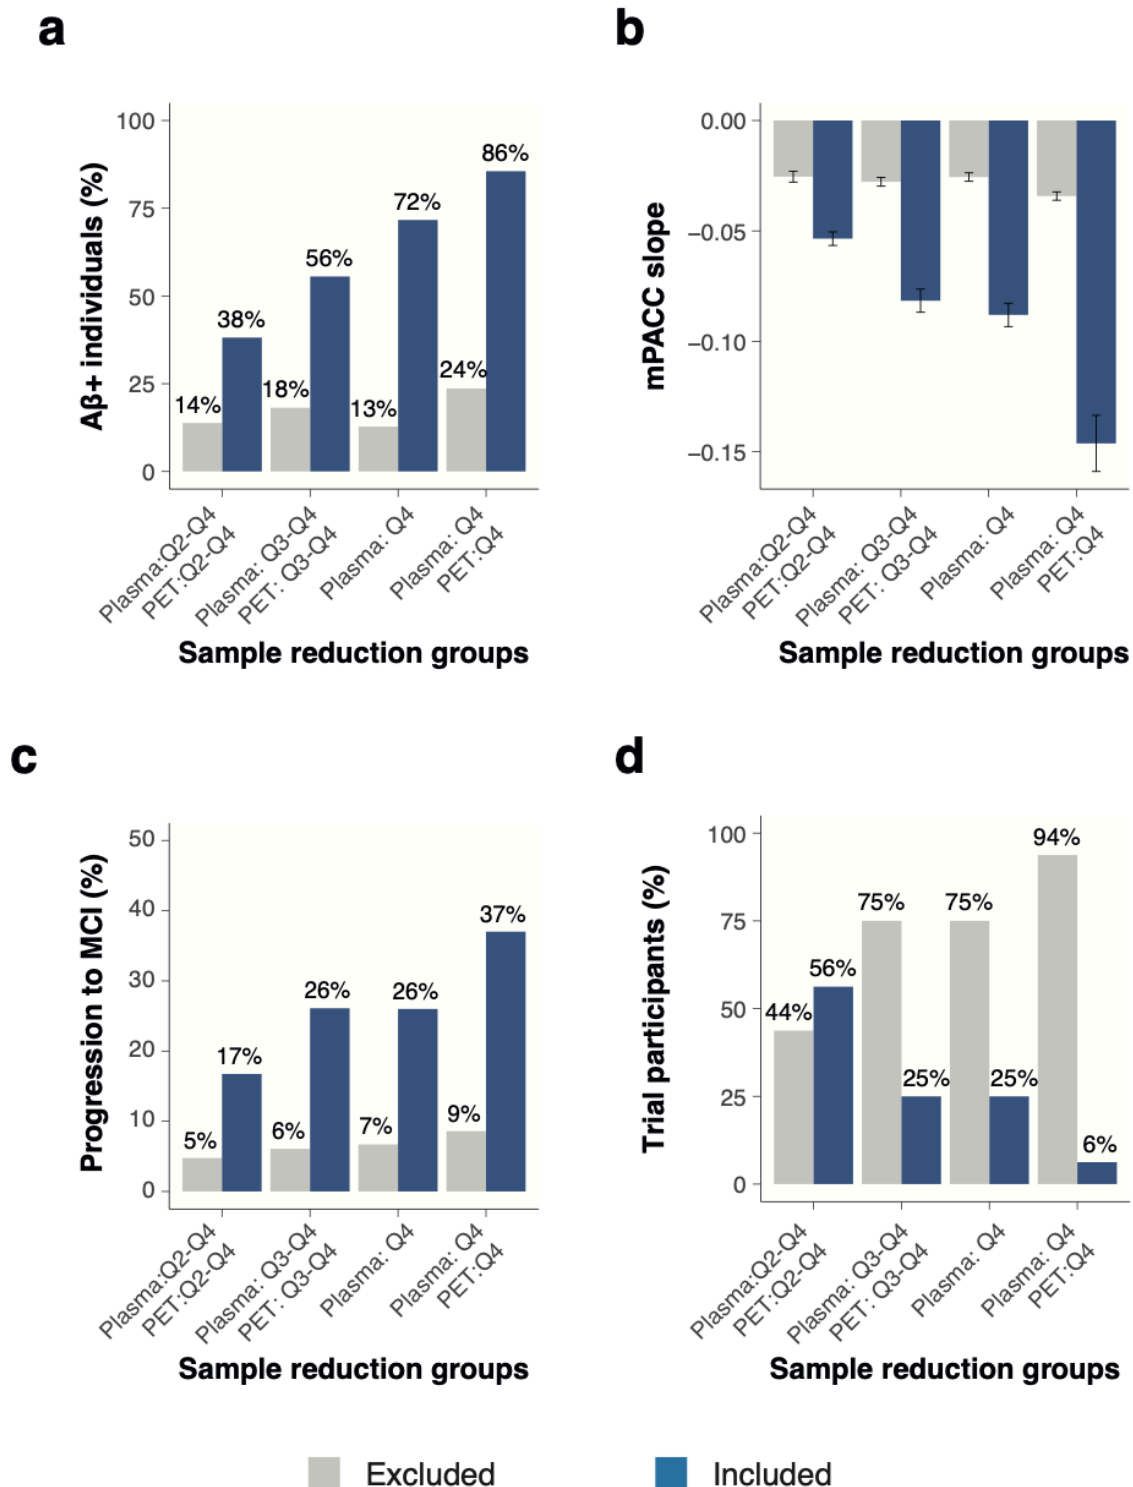 a
Aβ+ individuals (%)
100
75
50
25
0
14%
38%
18%
56%
13%
72%
24%
86%
Plasma:Q2-Q4
PET:Q2-Q4
Plasma: Q3-Q4
PET: Q3-Q4
Plasma: Q4
Plasma: Q4
PET:Q4
Sample reduction groups
b
mPACC slope
0.00
−0.05
−0.10
−0.15
Plasma:Q2-Q4
PET:Q2-Q4
Plasma: Q3-Q4
PET: Q3-Q4
Plasma: Q4
Plasma: Q4
PET:Q4
Sample reduction groups
c
Progression to MCI (%)
50
40
30
20
10
0
5%
17%
6%
26%
7%
26%
9%
37%
Plasma:Q2-Q4
PET:Q2-Q4
Plasma: Q3-Q4
PET: Q3-Q4
Plasma: Q4
Plasma: Q4
PET:Q4
Sample reduction groups
d
Trial participants (%)
100
75
50
25
0
44%
56%
75%
25%
75%
25%
94%
6%
Plasma:Q2-Q4
PET:Q2-Q4
Plasma: Q3-Q4
PET: Q3-Q4
Plasma: Q4
Plasma: Q4
PET:Q4
Sample reduction groups
Excluded
Included